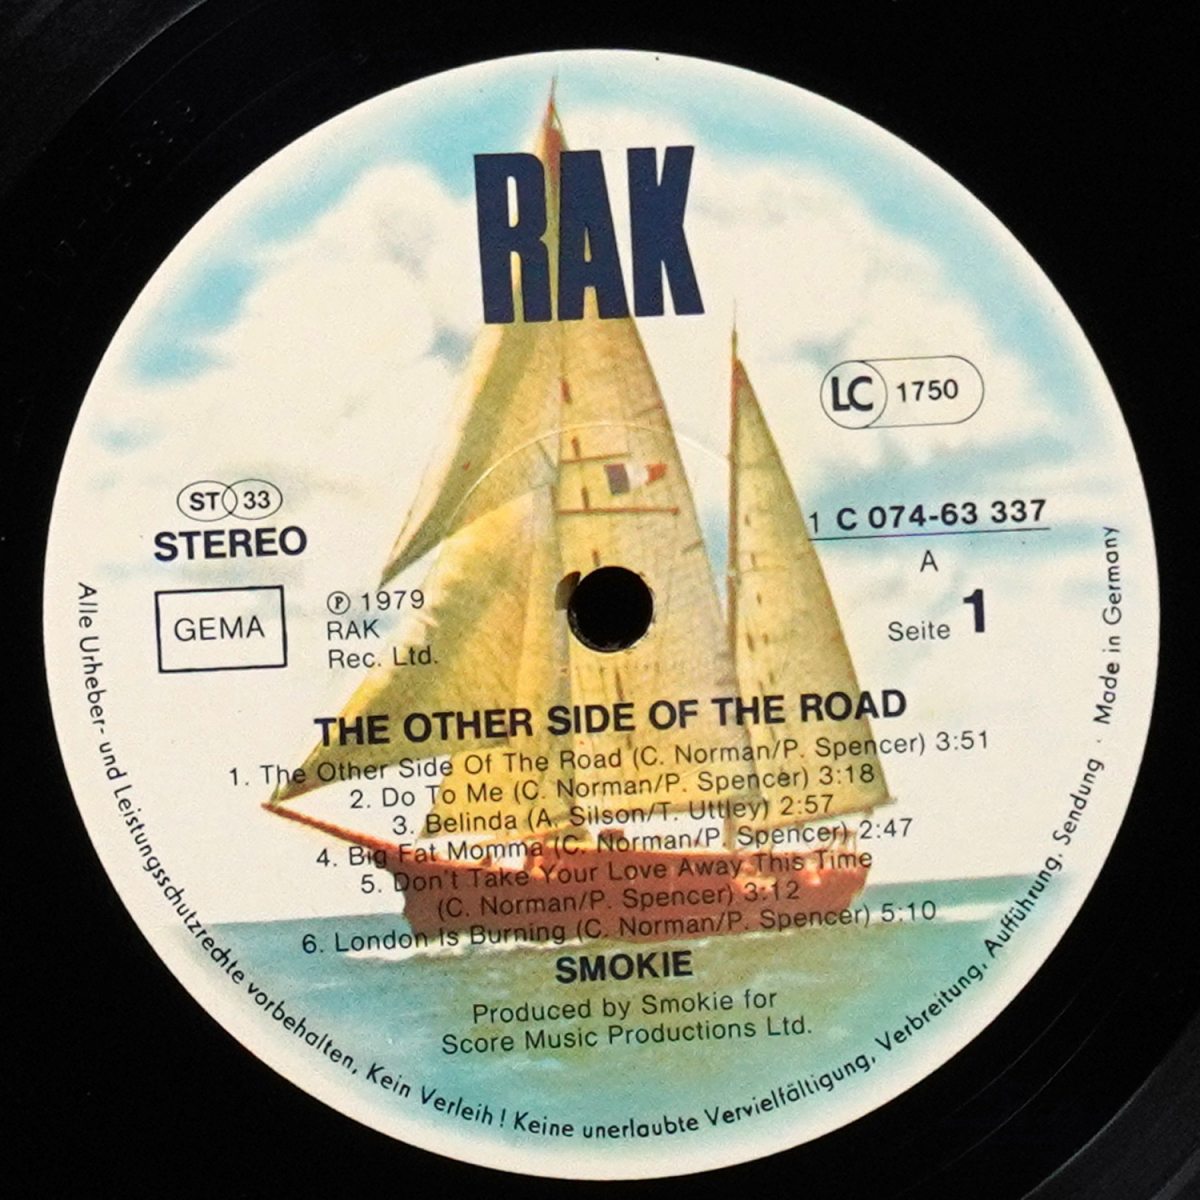 RAK
LC 1750
ST 33
STEREO
1 C 074-63 337
A
Seite 1
GEMA
℗ 1979
RAK
Rec. Ltd.
THE OTHER SIDE OF THE ROAD
1. The Other Side Of The Road (C. Norman/P. Spencer) 3:51
2. Do To Me (C. Norman/P. Spencer) 3:18
3. Belinda (A. Silson/T. Uttley) 2:57
4. Big Fat Momma (C. Norman/P. Spencer) 2:47
5. Don't Take Your Love Away This Time
(C. Norman/P. Spencer) 3:12
6. London Is Burning (C. Norman/P. Spencer) 5:10
SMOKIE
Produced by Smokie for
Score Music Productions Ltd.
Alle Urheber- und Leistungsschutzrechte vorbehalten, Kein Verleih! Keine unerlaubte Vervielfältigung, Verbreitung, Aufführung, Sendung · Made in Germany